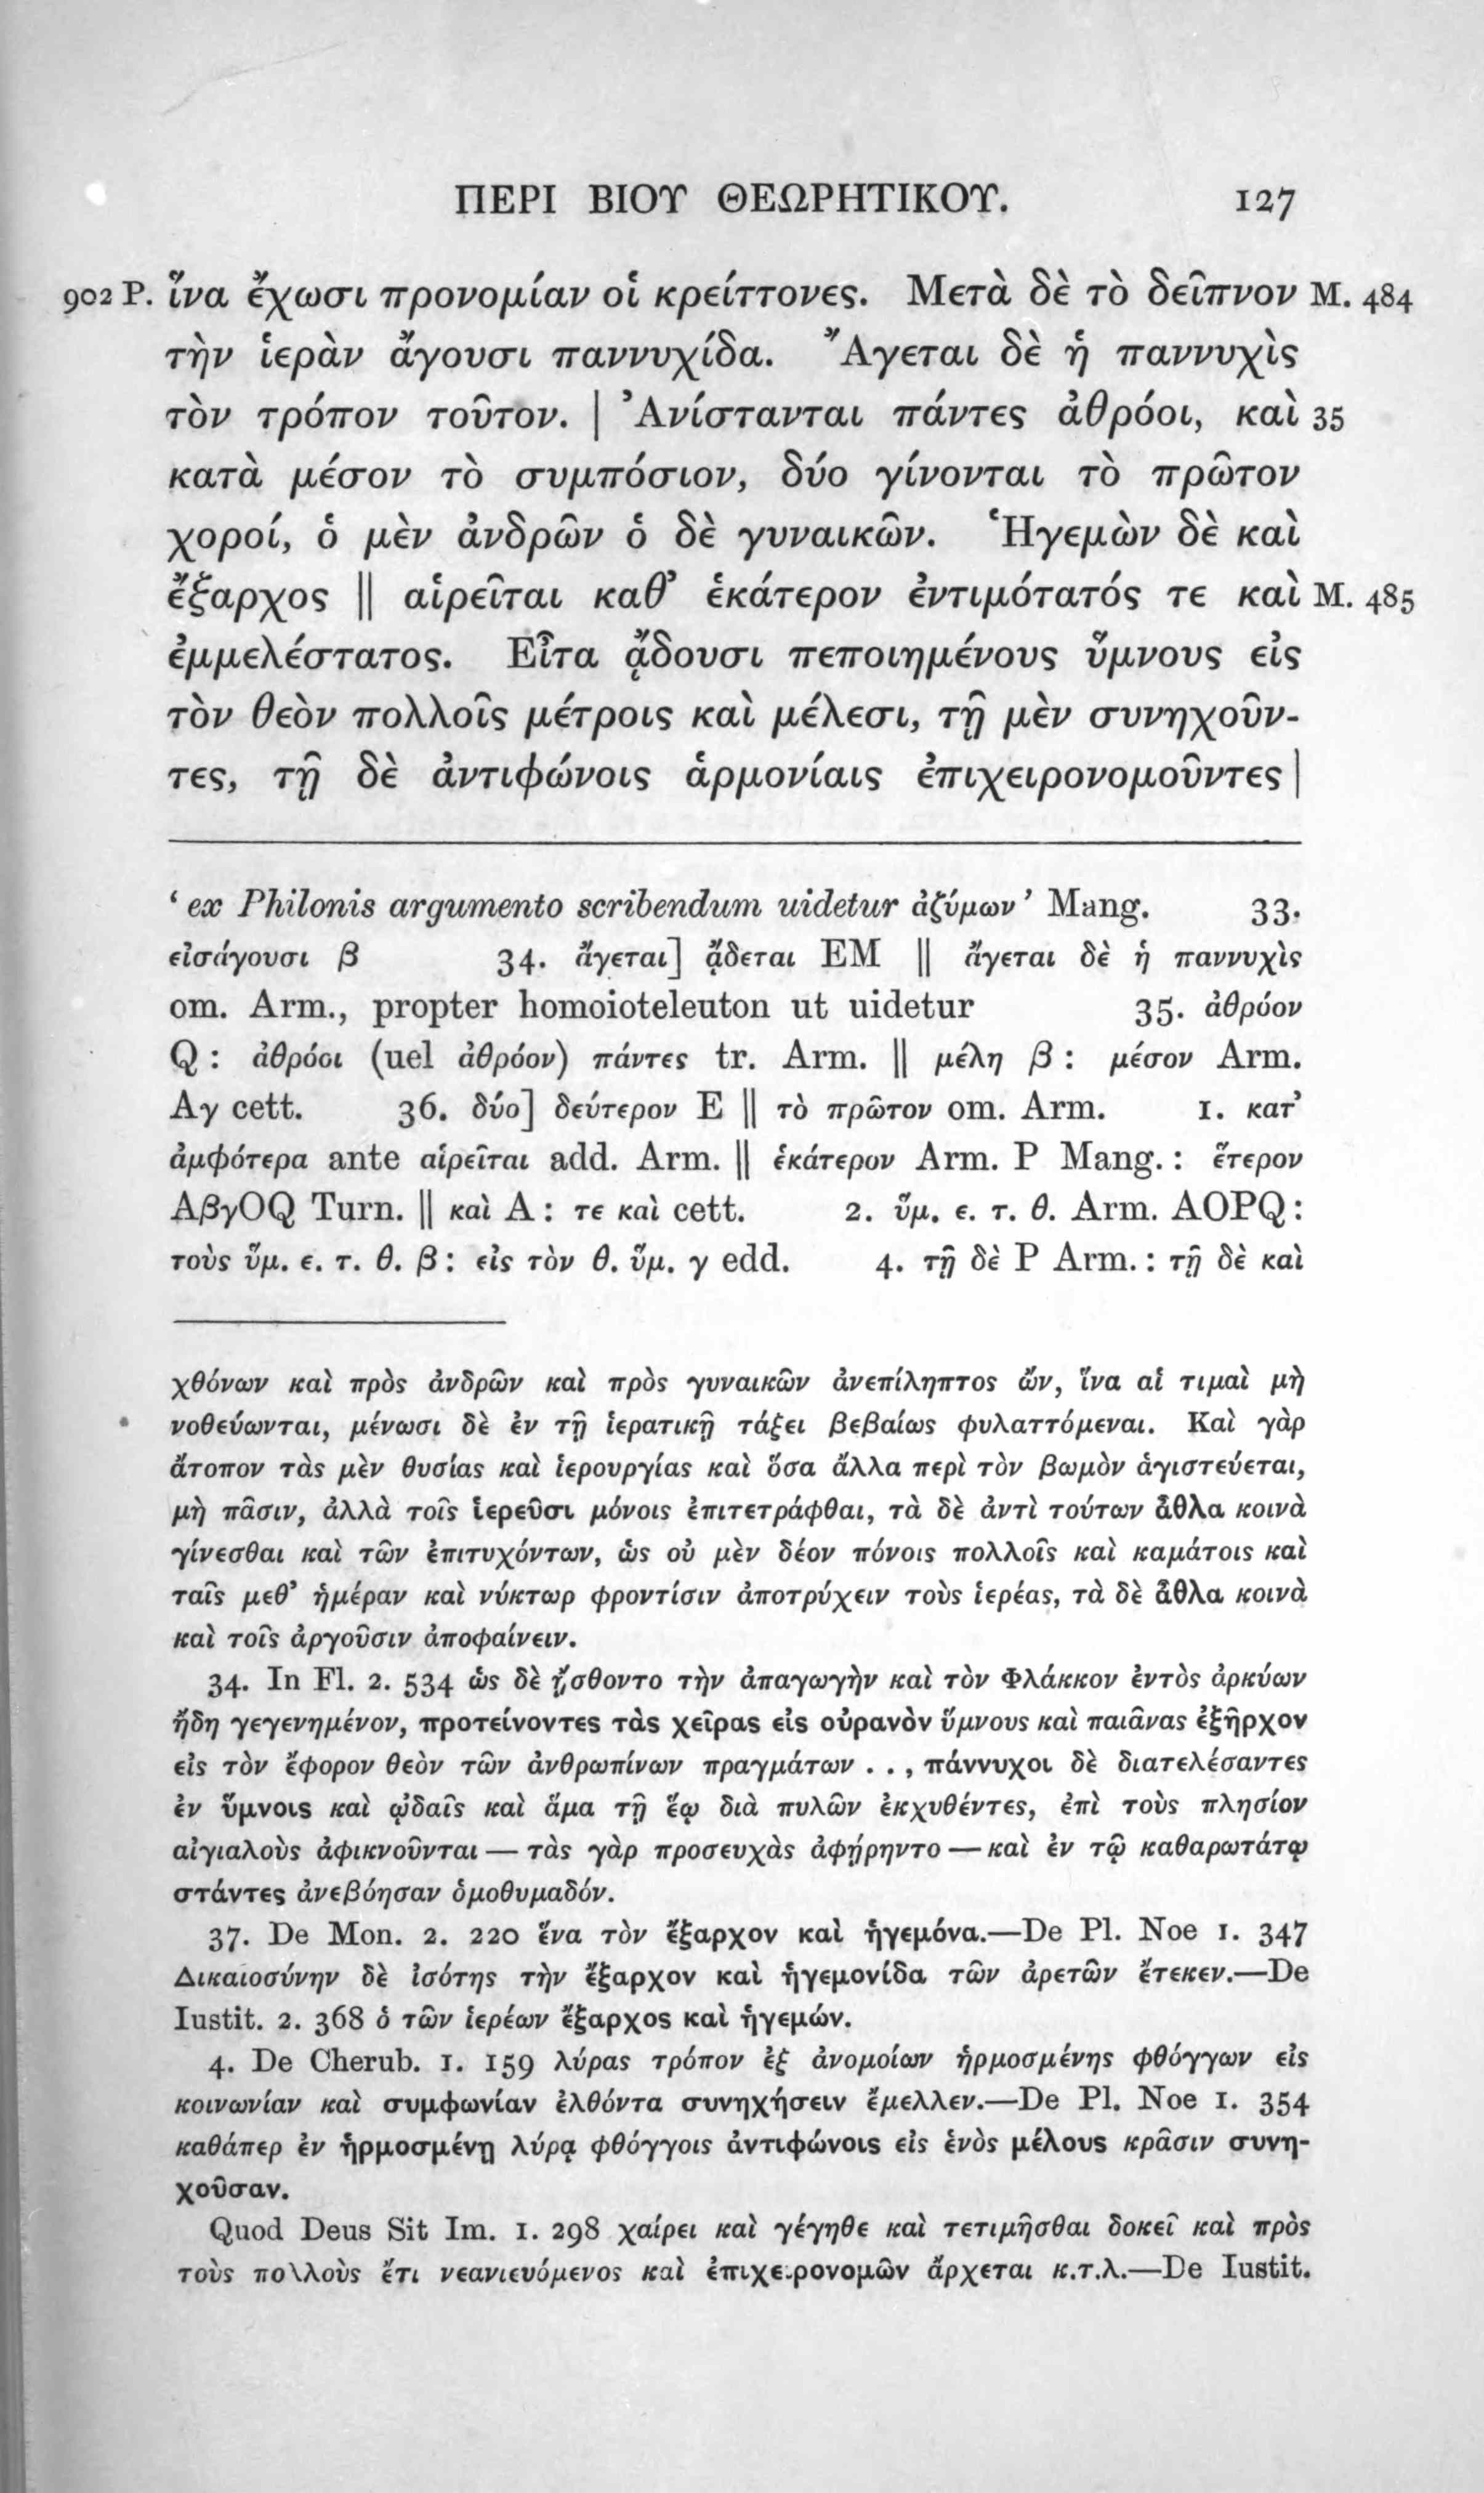 ΠΕΡΙ ΒΙΟΥ ΘΕΩΡΗΤΙΚΟΥ. 127
902 P. ἵνα ἔχωσι προνομίαν οἱ κρείττονες. Μετὰ δὲ τὸ δεῖπνον M. 484
τὴν ἱερὰν ἄγουσι παννυχίδα. Ἄγεται δὲ ἡ παννυχὶς
τὸν τρόπον τοῦτον. | Ἀνίστανται πάντες ἀθρόοι, καὶ 35
κατὰ μέσον τὸ συμπόσιον, δύο γίνονται τὸ πρῶτον
χοροί, ὁ μὲν ἀνδρῶν ὁ δὲ γυναικῶν. Ἡγεμὼν δὲ καὶ
ἔξαρχος || αἱρεῖται καθ’ ἑκάτερον ἐντιμότατός τε καὶ M. 485
ἐμμελέστατος. Εἶτα ᾄδουσι πεποιημένους ὕμνους εἰς
τὸν θεὸν πολλοῖς μέτροις καὶ μέλεσι, τῇ μὲν συνηχοῦν-
τες, τῇ δὲ ἀντιφώνοις ἁρμονίαις ἐπιχειρονομοῦντες |
‘ex Philonis argumento scribendum uidetur ἀζύμων’ Mang. 33.
εἰσάγουσι β 34. ἄγεται] ᾄδεται EM || ἄγεται δὲ ἡ παννυχὶς
om. Arm., propter homoioteleuton ut uidetur 35. ἀθρόον
Q : ἀθρόοι (uel ἀθρόον) πάντες tr. Arm. || μέλη β : μέσον Arm.
Aγ cett. 36. δύο] δεύτερον E || τὸ πρῶτον om. Arm. 1. κατ’
ἀμφότερα ante αἱρεῖται add. Arm. || ἑκάτερον Arm. P Mang. : ἕτερον
AβγOQ Turn. || καὶ A : τε καὶ cett. 2. ὕμ. ε. τ. θ. Arm. AOPQ :
τοὺς ὕμ. ε. τ. θ. β : εἰς τὸν θ. ὕμ. γ edd. 4. τῇ δὲ P Arm. : τῇ δὲ καὶ
χθόνων καὶ πρὸς ἀνδρῶν καὶ πρὸς γυναικῶν ἀνεπίληπτος ὤν, ἵνα αἱ τιμαὶ μὴ
νοθεύωνται, μένωσι δὲ ἐν τῇ ἱερατικῇ τάξει βεβαίως φυλαττόμεναι. Καὶ γὰρ
ἄτοπον τὰς μὲν θυσίας καὶ ἱερουργίας καὶ ὅσα ἄλλα περὶ τὸν βωμὸν ἁγιστεύεται,
μὴ πᾶσιν, ἀλλὰ τοῖς ἱερεῦσι μόνοις ἐπιτετράφθαι, τὰ δὲ ἀντὶ τούτων ἆθλα κοινὰ
γίνεσθαι καὶ τῶν ἐπιτυχόντων, ὡς οὐ μὲν δέον πόνοις πολλοῖς καὶ καμάτοις καὶ
ταῖς μεθ’ ἡμέραν καὶ νύκτωρ φροντίσιν ἀποτρύχειν τοὺς ἱερέας, τὰ δὲ ἆθλα κοινὰ
καὶ τοῖς ἀργοῦσιν ἀποφαίνειν.
34. In Fl. 2. 534 ὡς δὲ ᾔσθοντο τὴν ἀπαγωγὴν καὶ τὸν Φλάκκον ἐντὸς ἀρκύων
ἤδη γεγενημένον, προτείνοντες τὰς χεῖρας εἰς οὐρανὸν ὕμνους καὶ παιᾶνας ἐξῆρχον
εἰς τὸν ἔφορον θεὸν τῶν ἀνθρωπίνων πραγμάτων . . , πάννυχοι δὲ διατελέσαντες
ἐν ὕμνοις καὶ ᾠδαῖς καὶ ἅμα τῇ ἕῳ διὰ πυλῶν ἐκχυθέντες, ἐπὶ τοὺς πλησίον
αἰγιαλοὺς ἀφικνοῦνται — τὰς γὰρ προσευχὰς ἀφῄρηντο — καὶ ἐν τῷ καθαρωτάτῳ
στάντες ἀνεβόησαν ὁμοθυμαδόν.
37. De Mon. 2. 220 ἕνα τὸν ἔξαρχον καὶ ἡγεμόνα.—De Pl. Noe 1. 347
Δικαιοσύνην δὲ ἰσότης τὴν ἔξαρχον καὶ ἡγεμονίδα τῶν ἀρετῶν ἔτεκεν.—De
Iustit. 2. 368 ὁ τῶν ἱερέων ἔξαρχος καὶ ἡγεμών.
4. De Cherub. 1. 159 λύρας τρόπον ἐξ ἀνομοίων ἡρμοσμένης φθόγγων εἰς
κοινωνίαν καὶ συμφωνίαν ἐλθόντα συνηχήσειν ἔμελλεν.—De Pl. Noe 1. 354
καθάπερ ἐν ἡρμοσμένῃ λύρᾳ φθόγγοις ἀντιφώνοις εἰς ἑνὸς μέλους κρᾶσιν συνη-
χοῦσαν.
Quod Deus Sit Im. 1. 298 χαίρει καὶ γέγηθε καὶ τετιμῆσθαι δοκεῖ καὶ πρὸς
τοὺς πολλοὺς ἔτι νεανιευόμενος καὶ ἐπιχειρονομῶν ἄρχεται κ.τ.λ.—De Iustit.